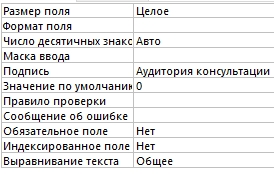 Размер поля Целое
Формат поля
Число десятичных знако Авто
Маска ввода
Подпись Аудитория консультации
Значение по умолчанию 0
Правило проверки
Сообщение об ошибке
Обязательное поле Нет
Индексированное поле Нет
Выравнивание текста Общее